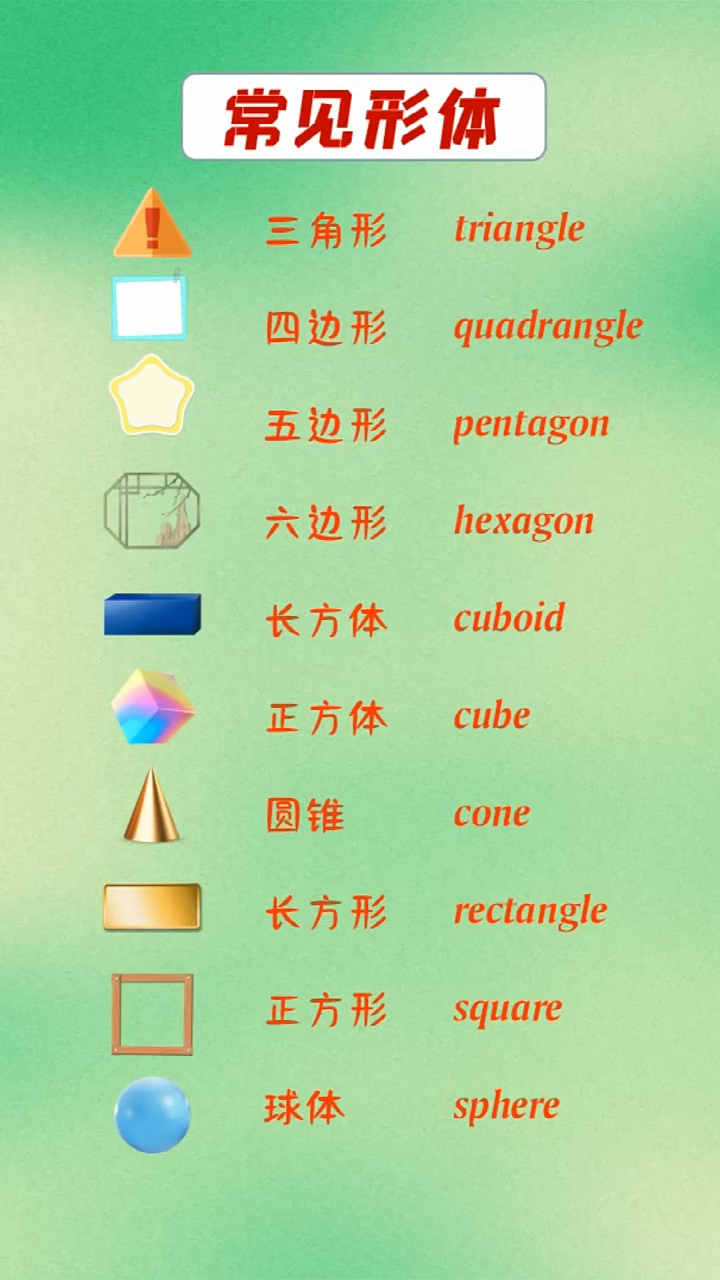 常见形体
三角形 triangle
四边形 quadrangle
五边形 pentagon
六边形 hexagon
长方体 cuboid
正方体 cube
圆锥 cone
长方形 rectangle
正方形 square
球体 sphere